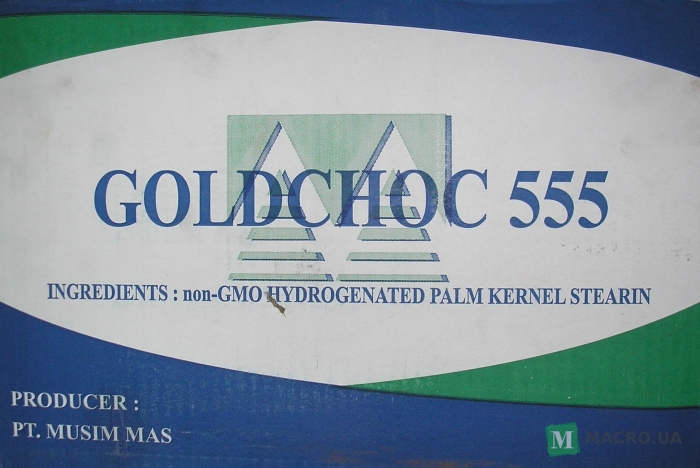 GOLDCHOC 555
INGREDIENTS : non-GMO HYDROGENATED PALM KERNEL STEARIN
PRODUCER :
PT. MUSIM MAS
M MACRO.UA